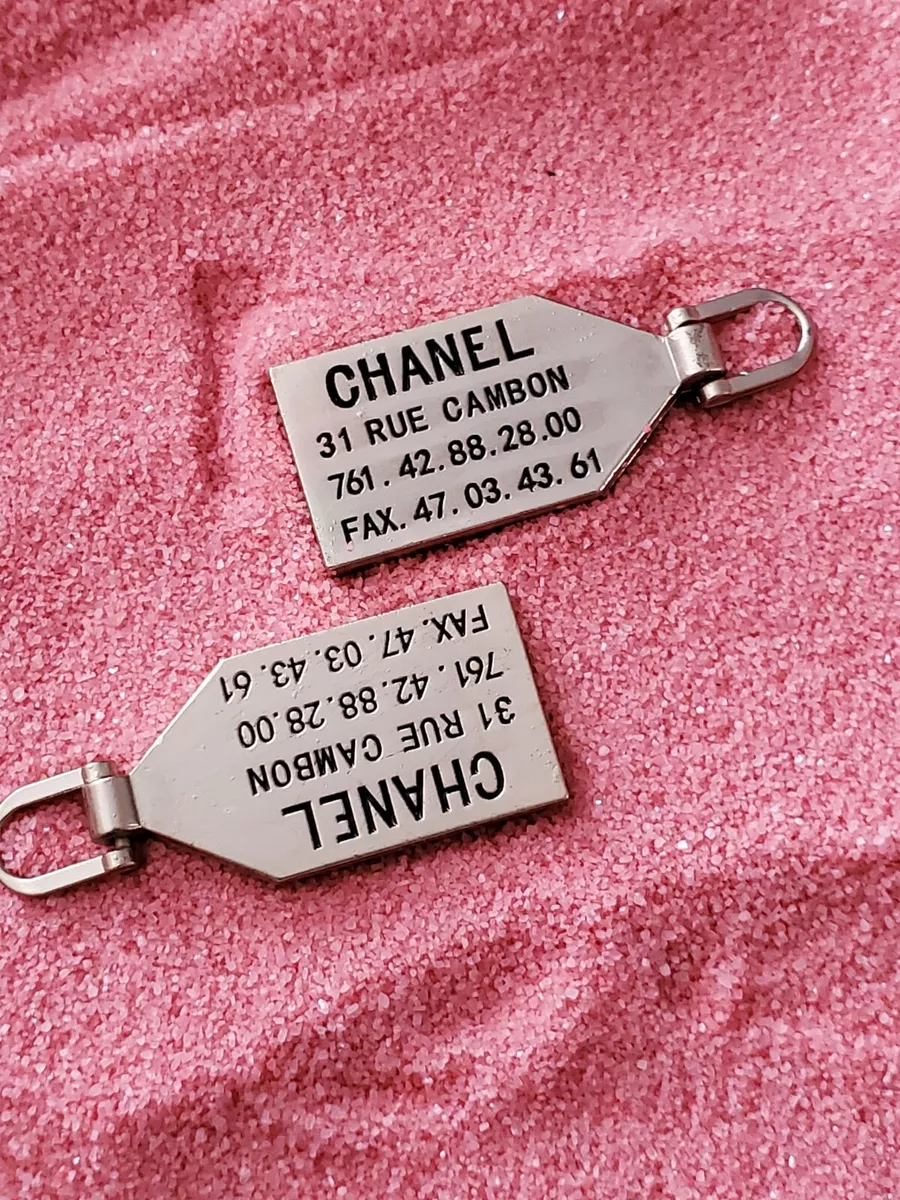 CHANEL
31 RUE CAMBON
761. 42.88.28.00
FAX. 47. 03. 43. 61
CHANEL
31 RUE CAMBON
761. 42.88.28.00
FAX. 47. 03. 43. 61